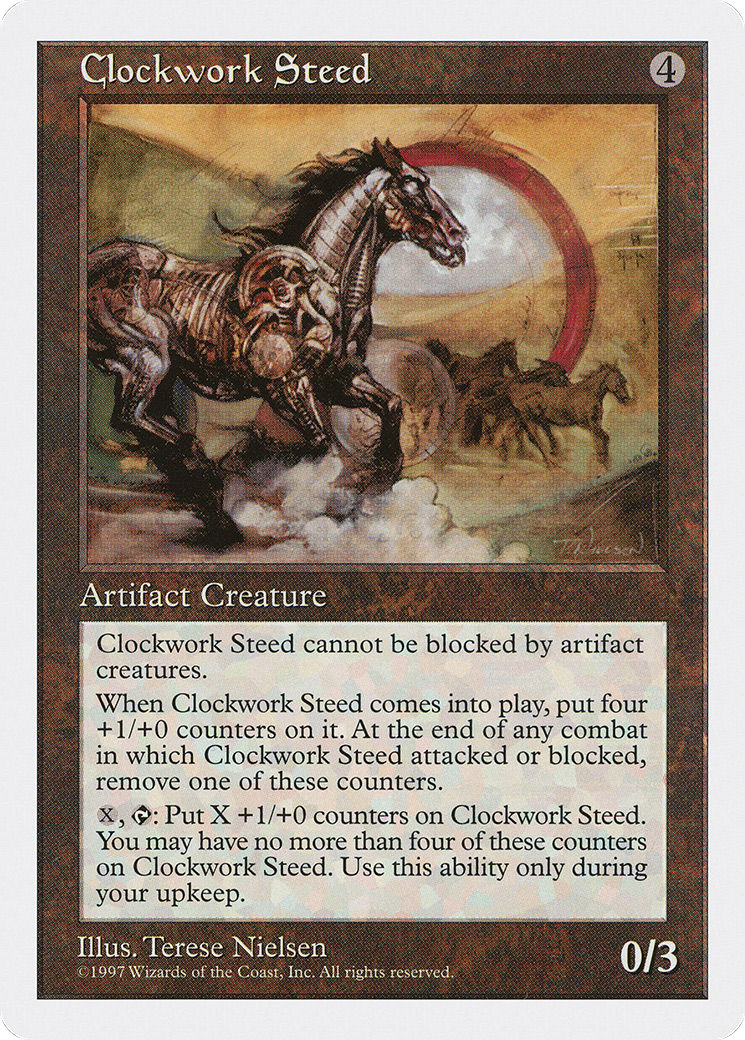 Clockwork Steed 4
T. Nielsen
Artifact Creature
Clockwork Steed cannot be blocked by artifact
creatures.
When Clockwork Steed comes into play, put four
+1/+0 counters on it. At the end of any combat
in which Clockwork Steed attacked or blocked,
remove one of these counters.
X, : Put X +1/+0 counters on Clockwork Steed.
You may have no more than four of these counters
on Clockwork Steed. Use this ability only during
your upkeep.
Illus. Terese Nielsen
©1997 Wizards of the Coast, Inc. All rights reserved.
0/3